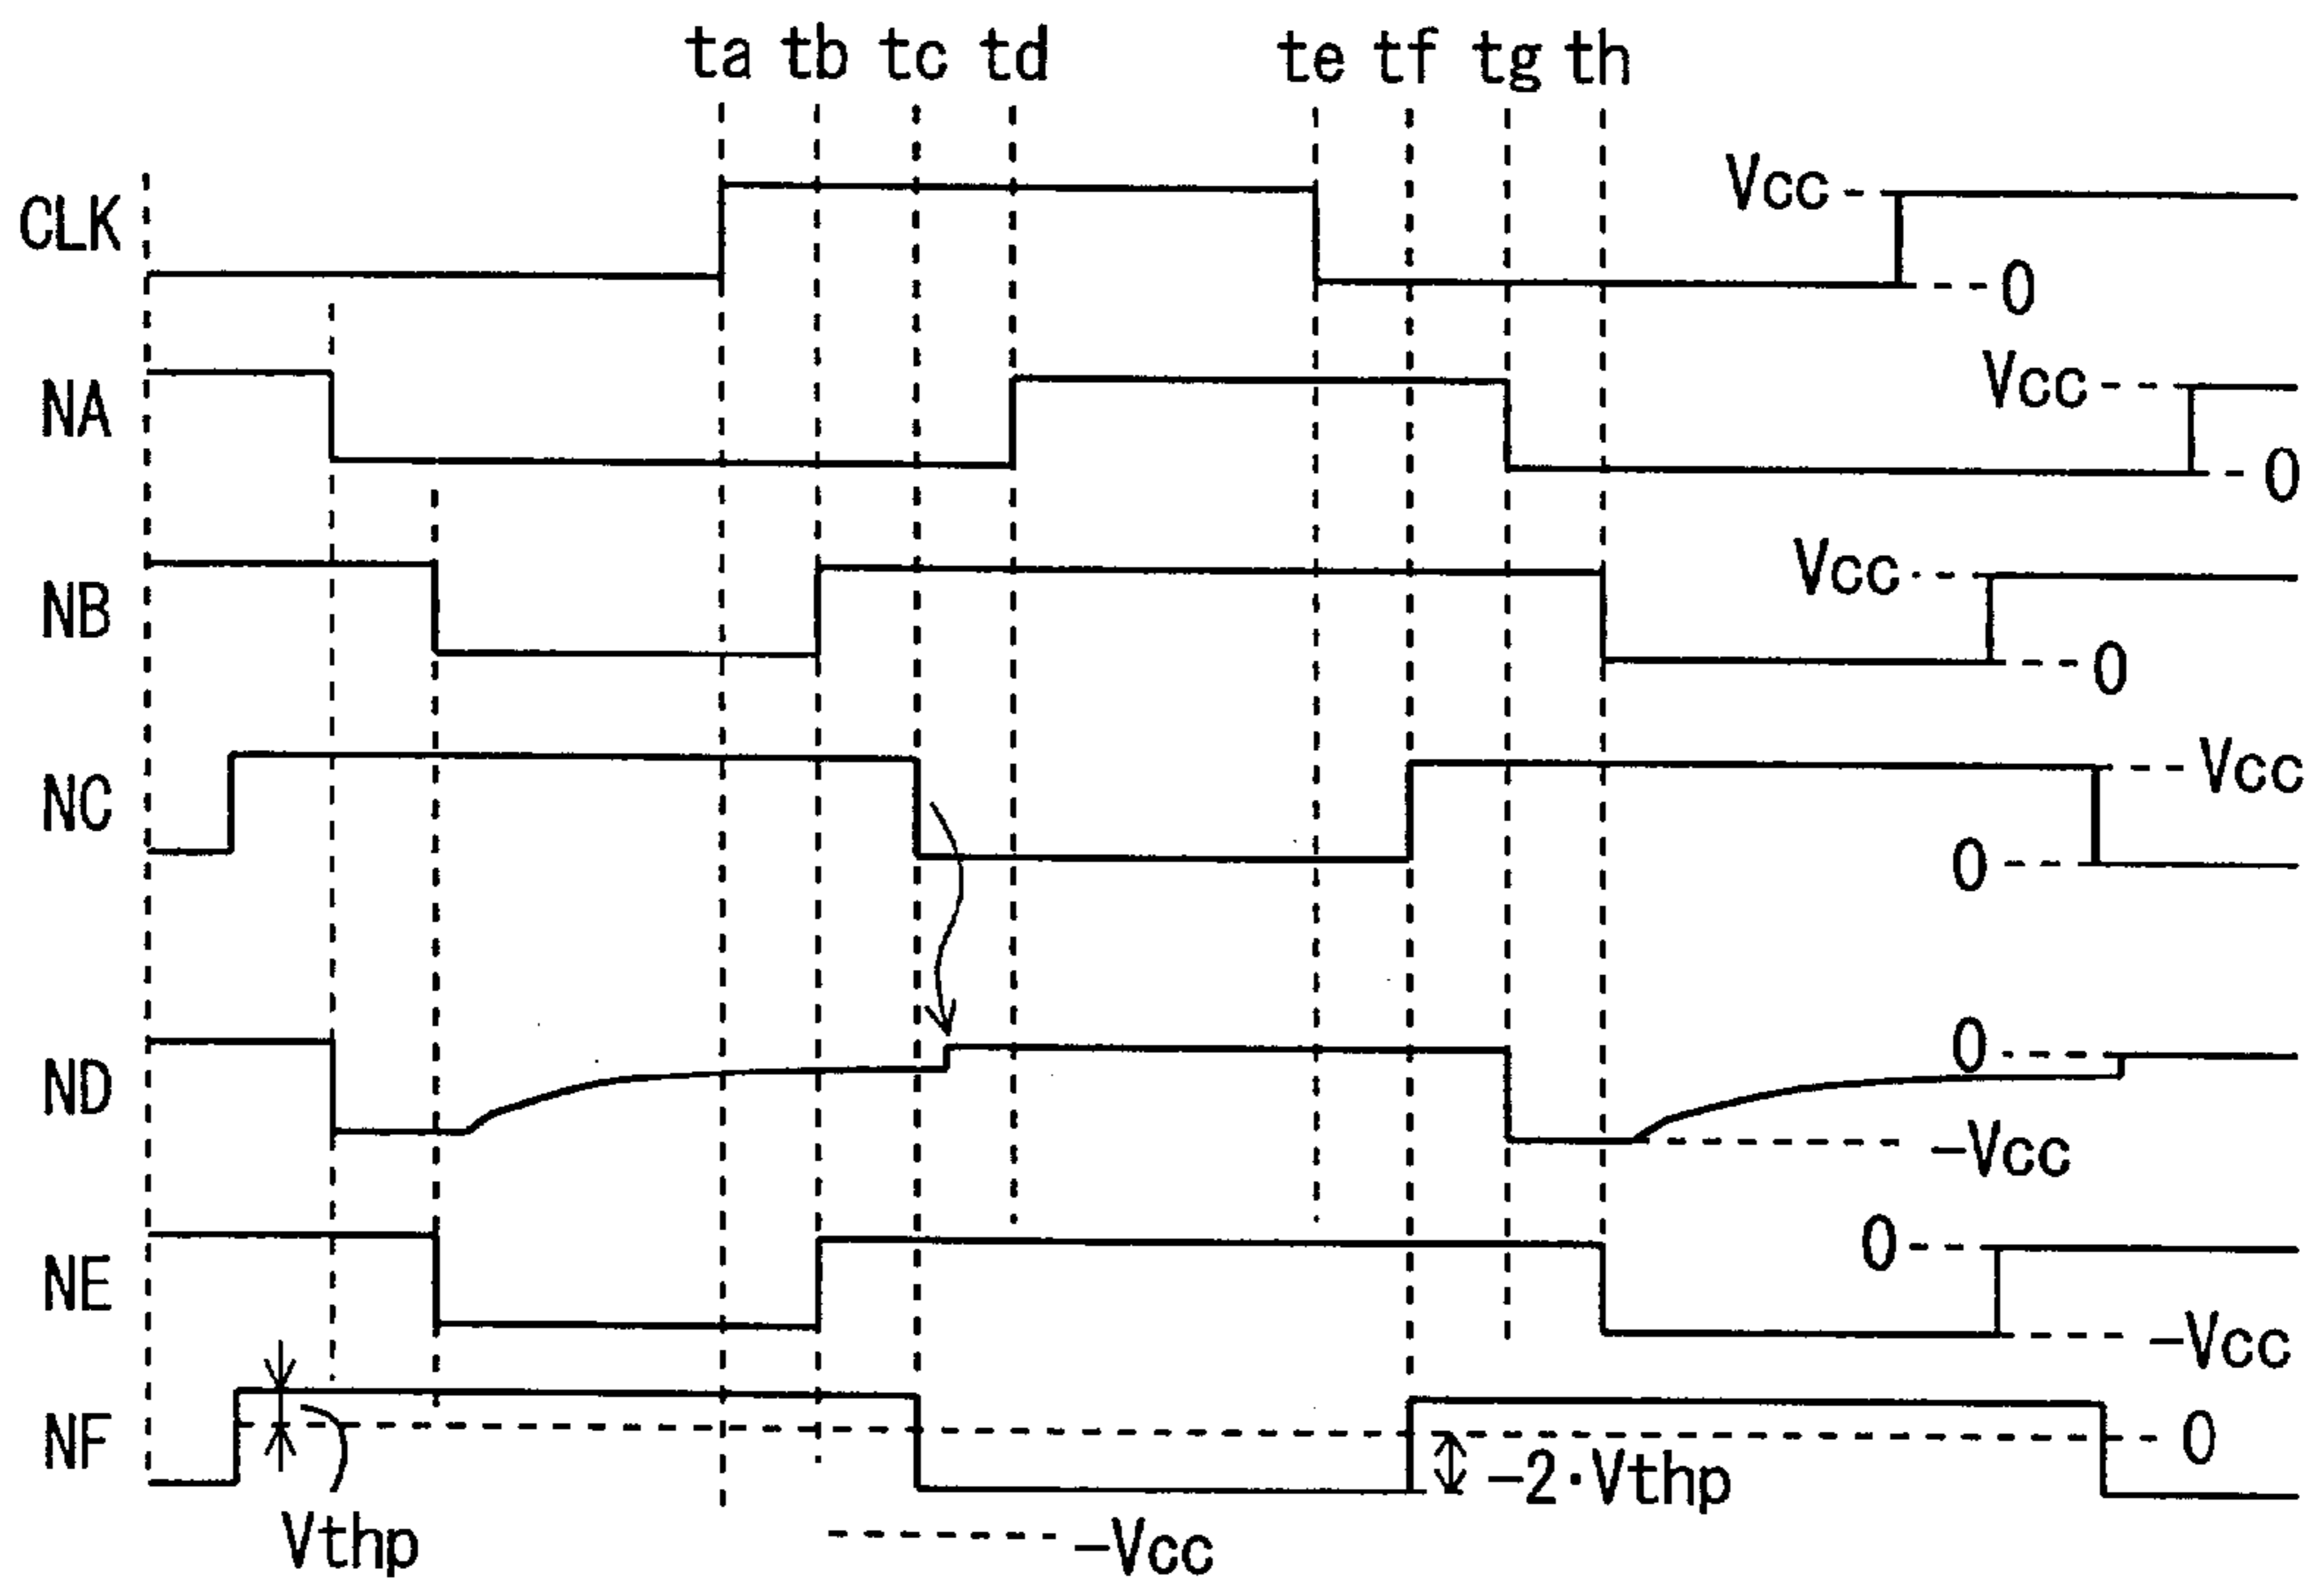 ta tb tc td te tf tg th
CLK Vcc
0
NA Vcc
0
NB Vcc
0
NC Vcc
0
ND 0
-Vcc
NE 0
-Vcc
NF 0
-2·Vthp
Vthp -Vcc